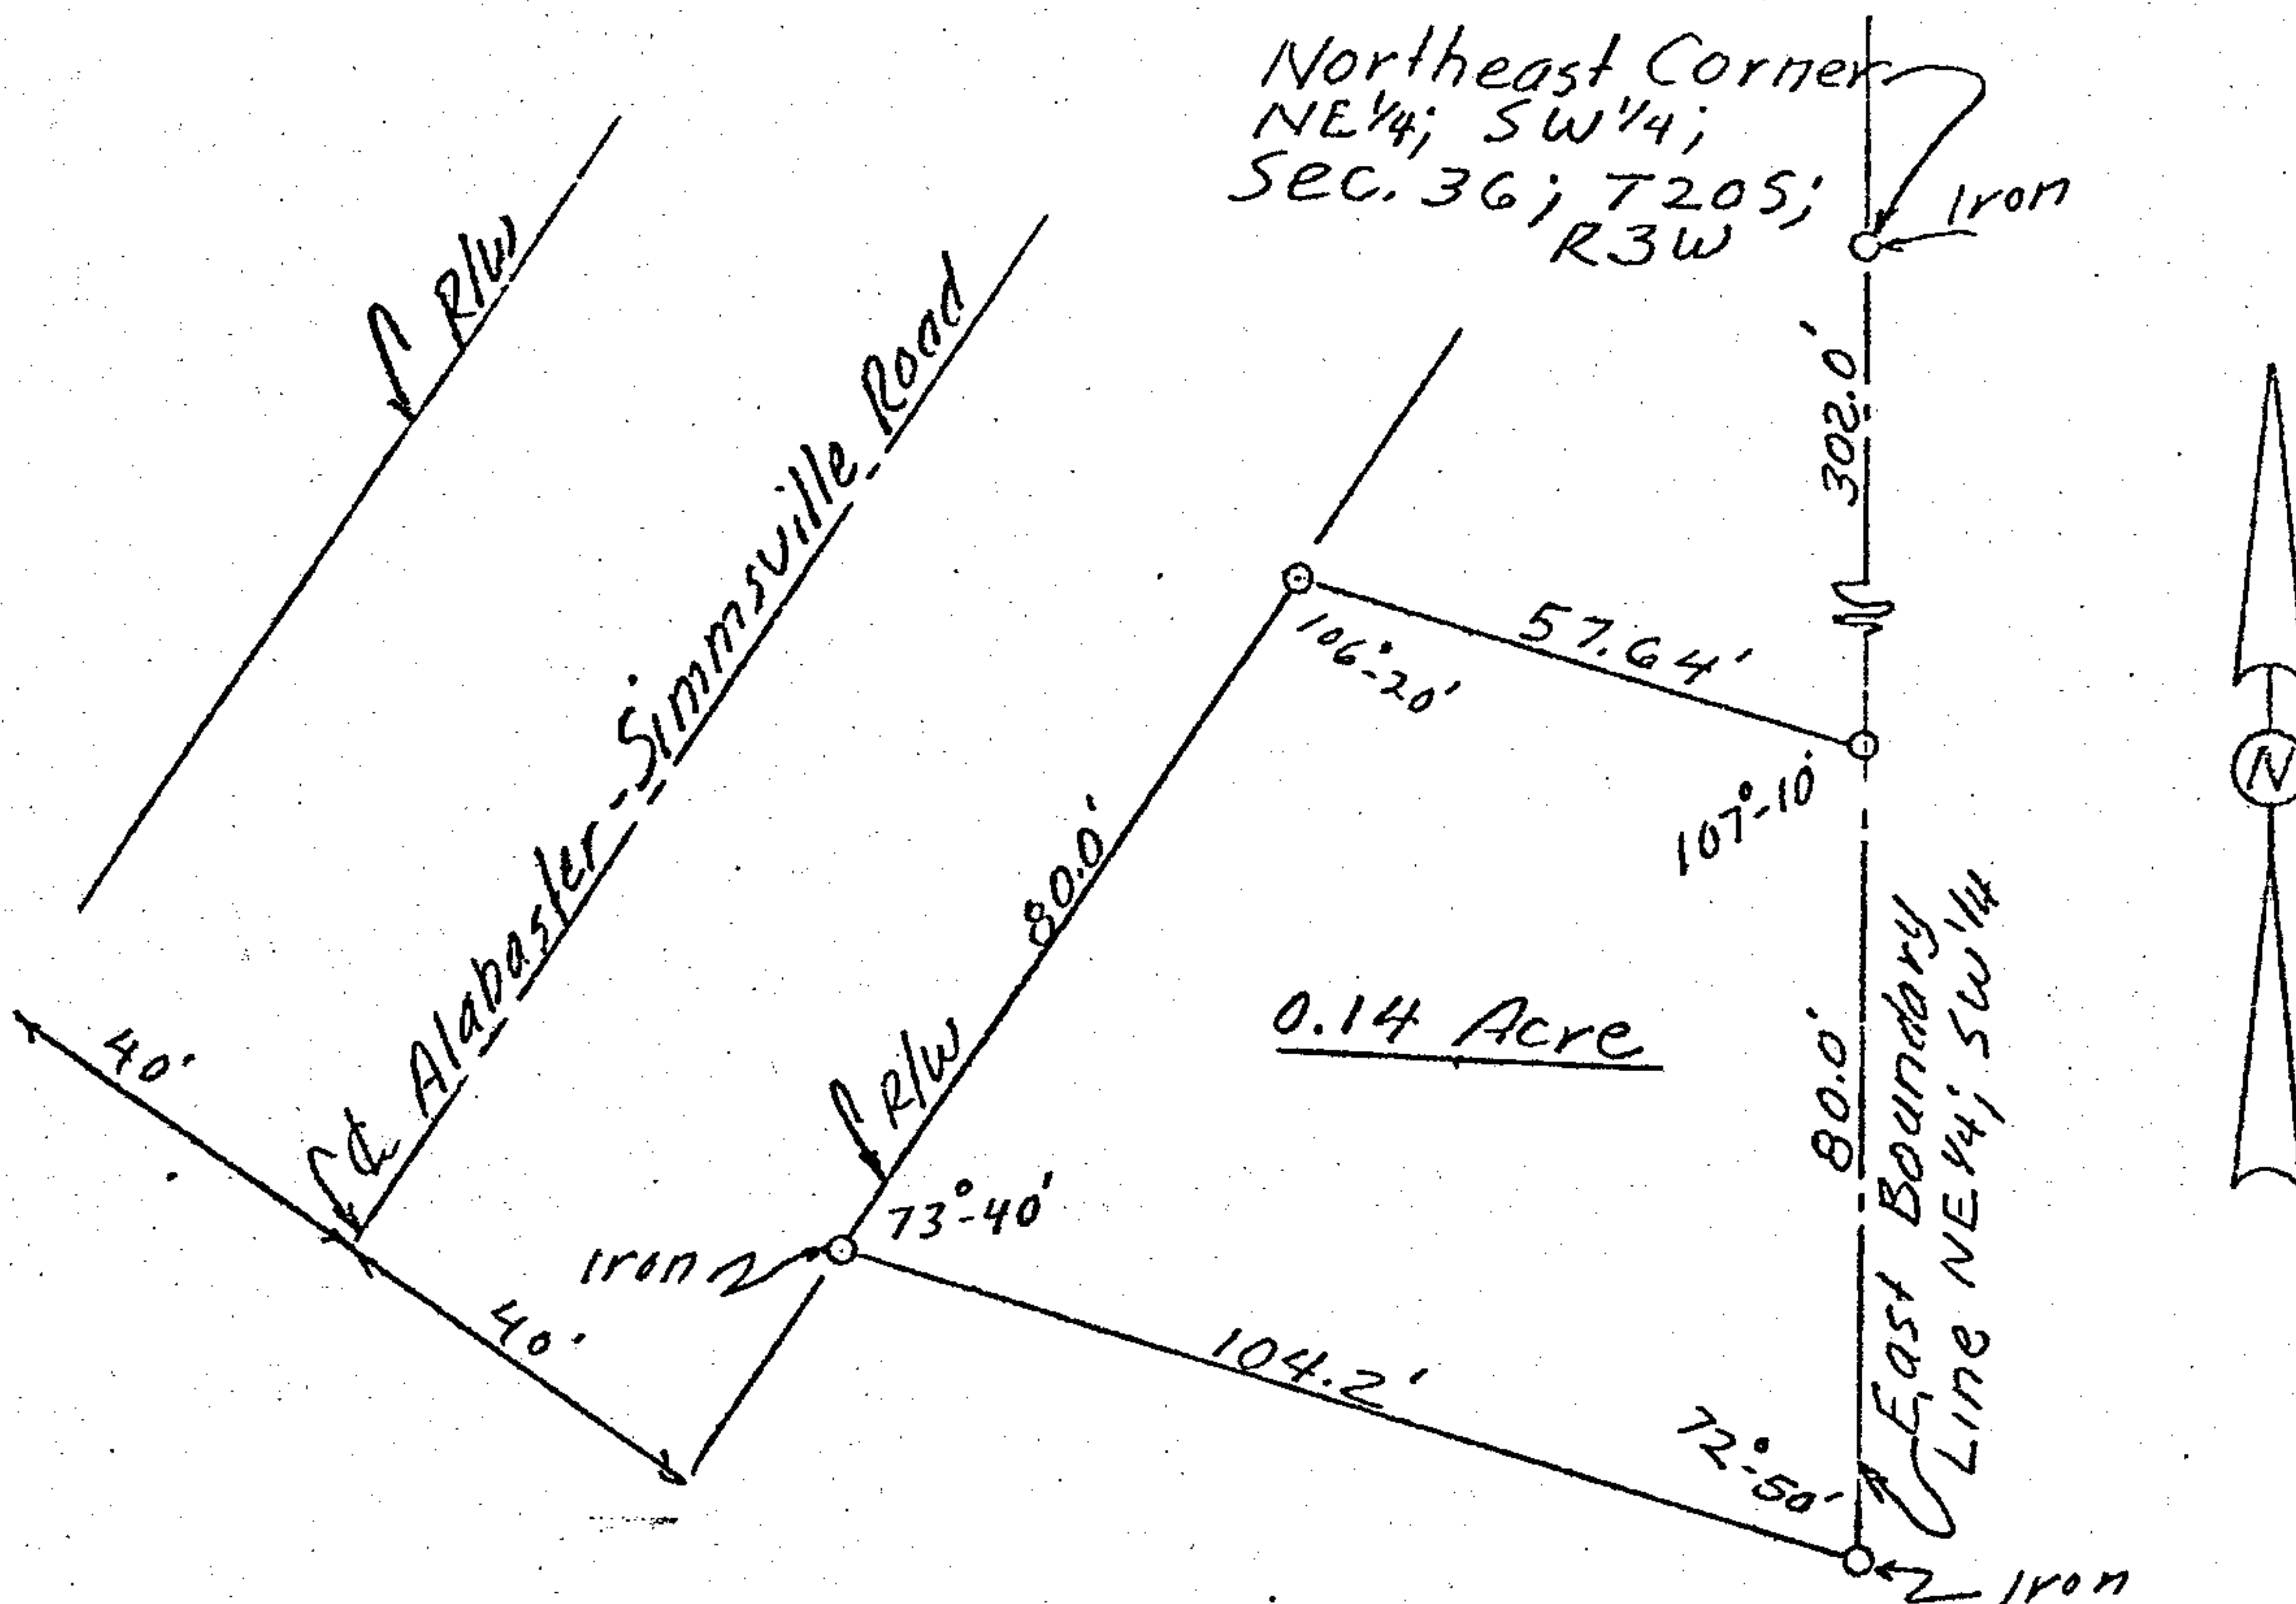 Northeast Corner
NE¼; SW¼;
Sec. 36; T20S;
R3W
Iron
R/W
302.0'
℄ Alabaster-Simmsville Road
57.64'
106°-20'
107°-10'
80.0'
0.14 Acre
N
R/W
40'
40'
73°-40'
Iron
104.2'
72°-50'
80.0'
East Boundary
Line NE¼; SW¼
Iron